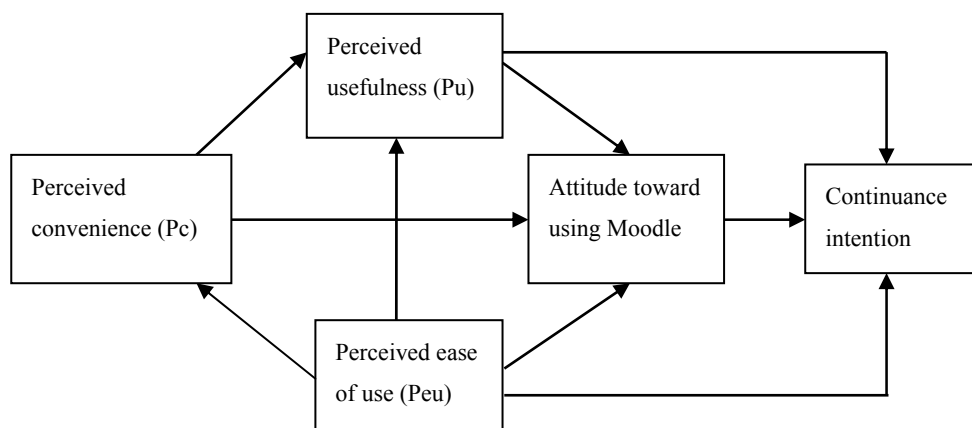 Perceived
usefulness (Pu)
Perceived
convenience (Pc)
Attitude toward
using Moodle
Continuance
intention
Perceived ease
of use (Peu)